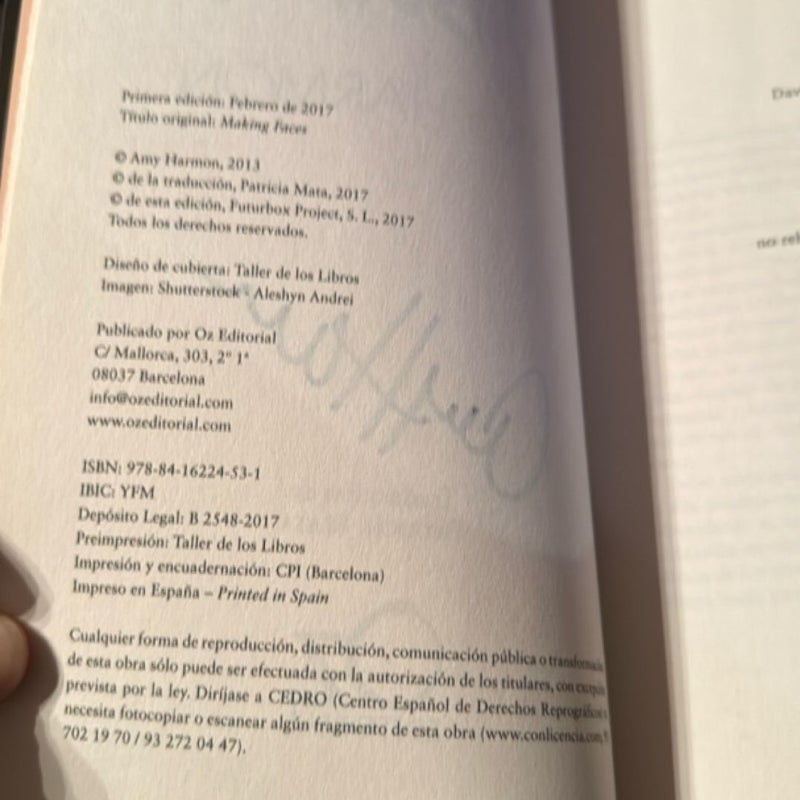 Primera edición: Febrero de 2017
Título original: Making Faces
© Amy Harmon, 2013
© de la traducción, Patricia Mata, 2017
© de esta edición, Futurbox Project, S. L., 2017
Todos los derechos reservados.
Diseño de cubierta: Taller de los Libros
Imagen: Shutterstock - Aleshyn Andrei
Publicado por Oz Editorial
C/ Mallorca, 303, 2º 1ª
08037 Barcelona
info@ozeditorial.com
www.ozeditorial.com
ISBN: 978-84-16224-53-1
IBIC: YFM
Depósito Legal: B 2548-2017
Preimpresión: Taller de los Libros
Impresión y encuadernación: CPI (Barcelona)
Impreso en España – Printed in Spain
Cualquier forma de reproducción, distribución, comunicación pública o
de esta obra sólo puede ser efectuada con la autorización de los titulares, con
prevista por la ley. Diríjase a CEDRO (Centro Español de Derechos
necesita fotocopiar o escanear algún fragmento de esta obra (www.conlicencia.com
702 19 70 / 93 272 04 47).